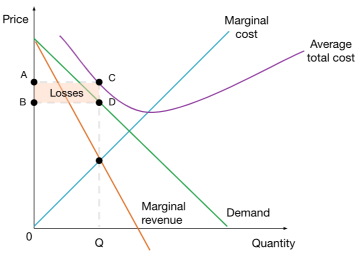 Price
Marginal
cost
Average
total cost
A
C
Losses
B
D
Marginal
revenue
Demand
0
Q
Quantity